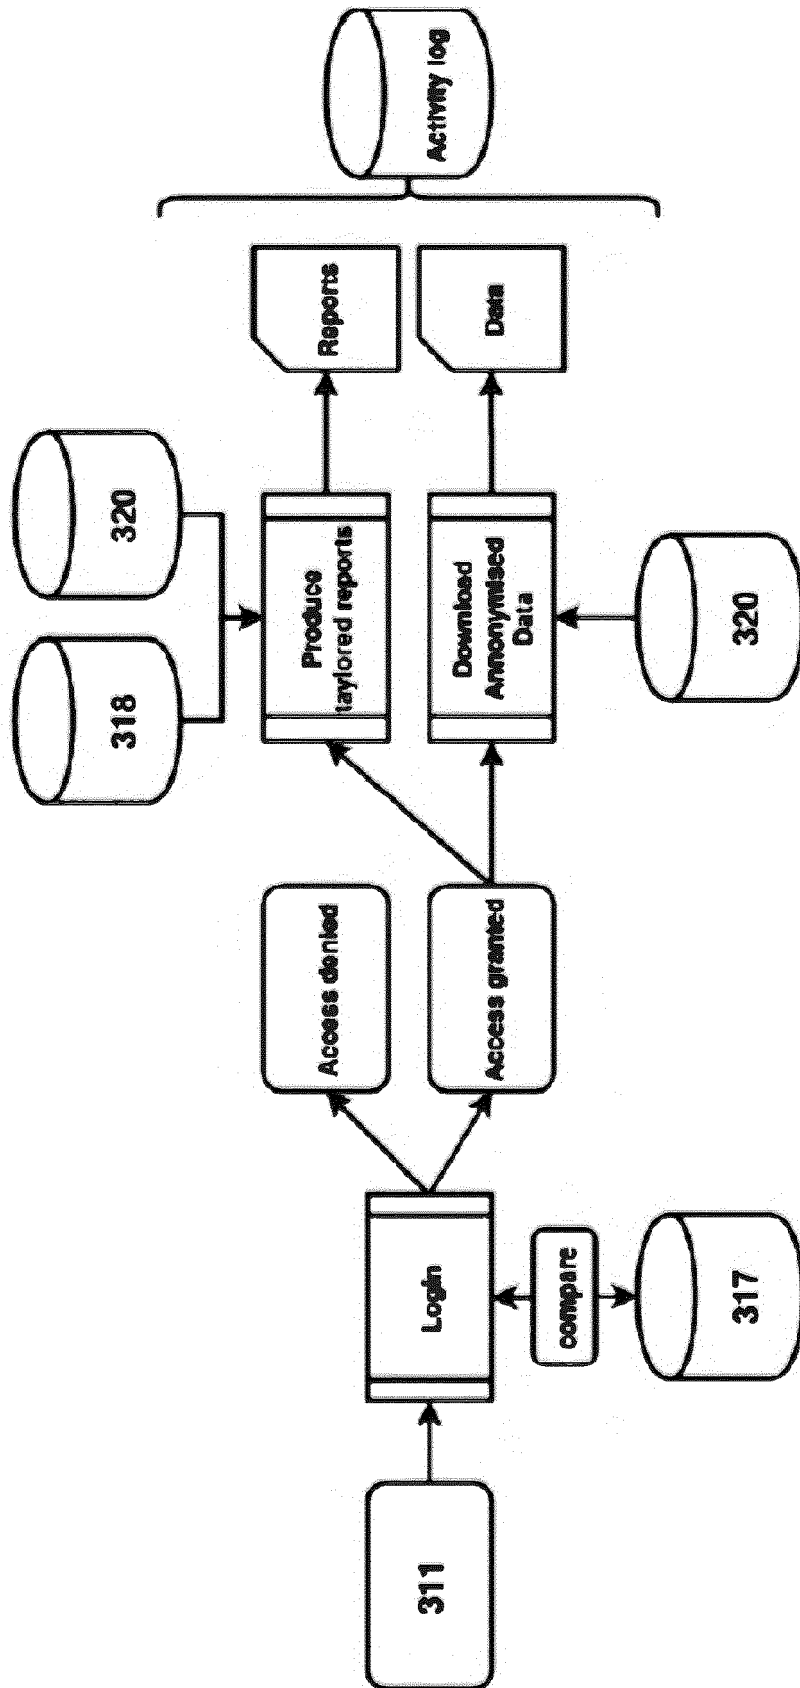 311
Login
compare
317
Access denied
Access granted
318
320
Produce
taylored reports
Download
Annonymised
Data
320
Reports
Data
Activity log